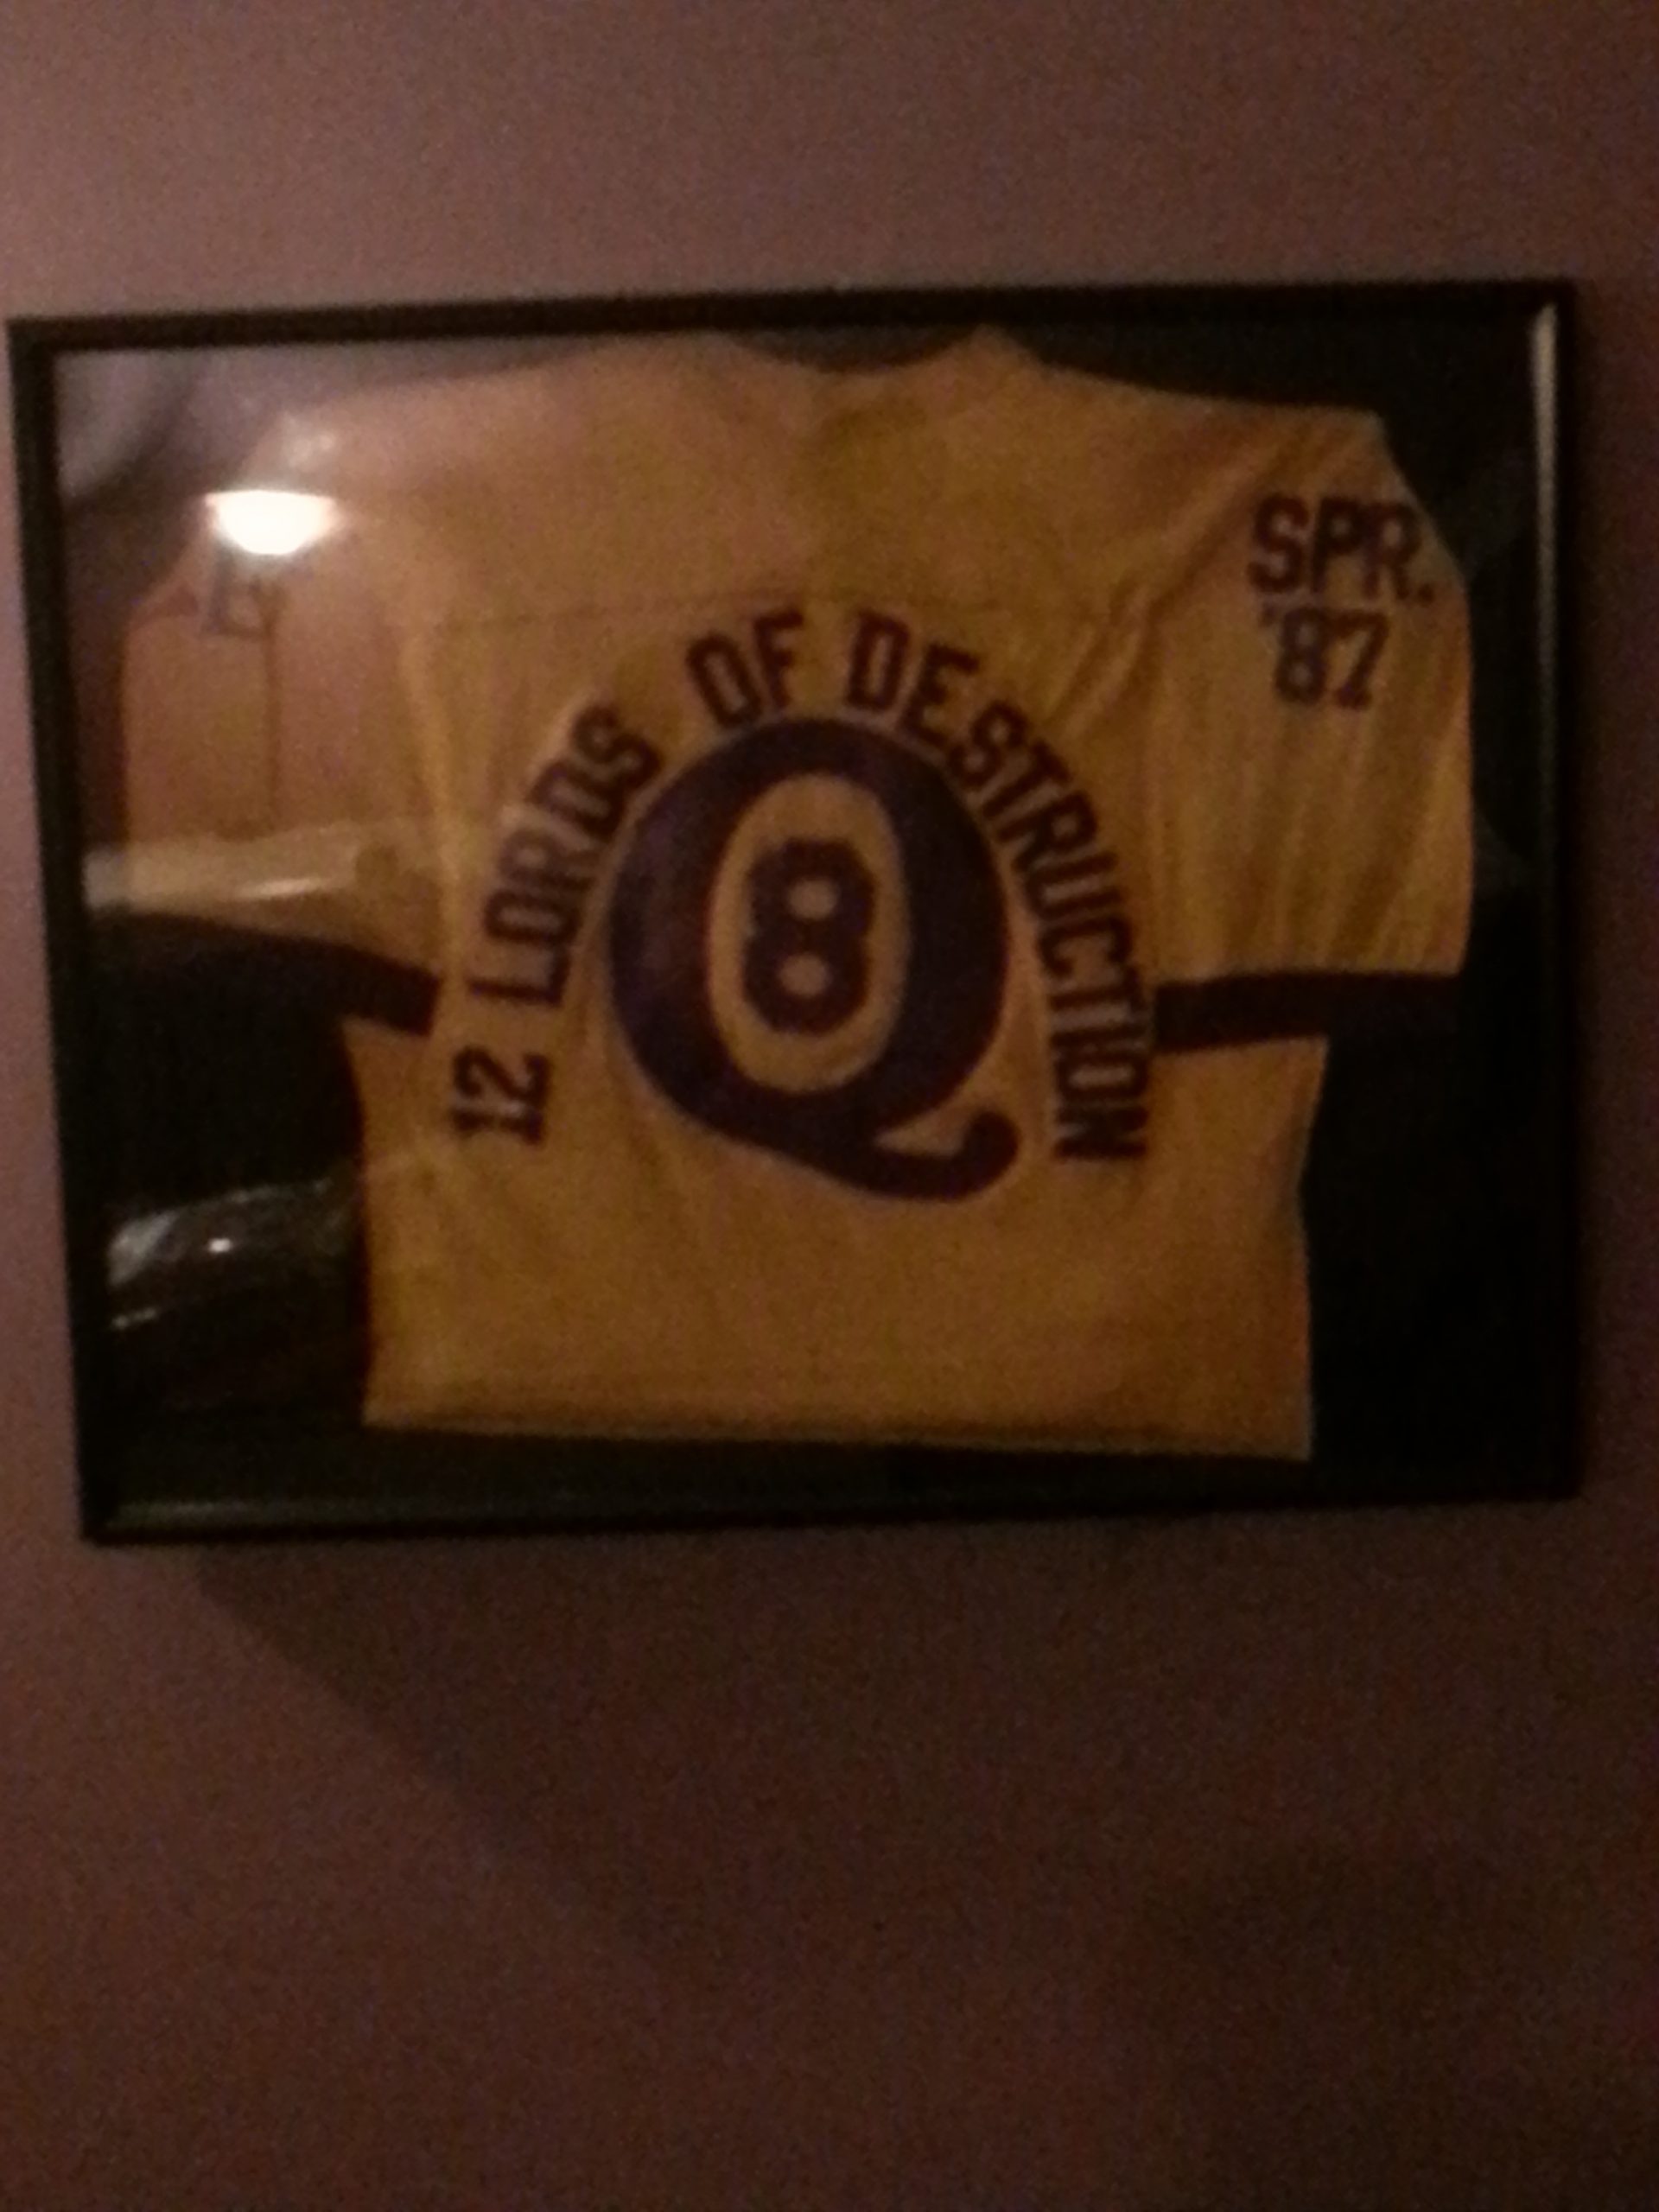 SPR.
'87
12 LORDS OF DESTRUCTION
Q
8